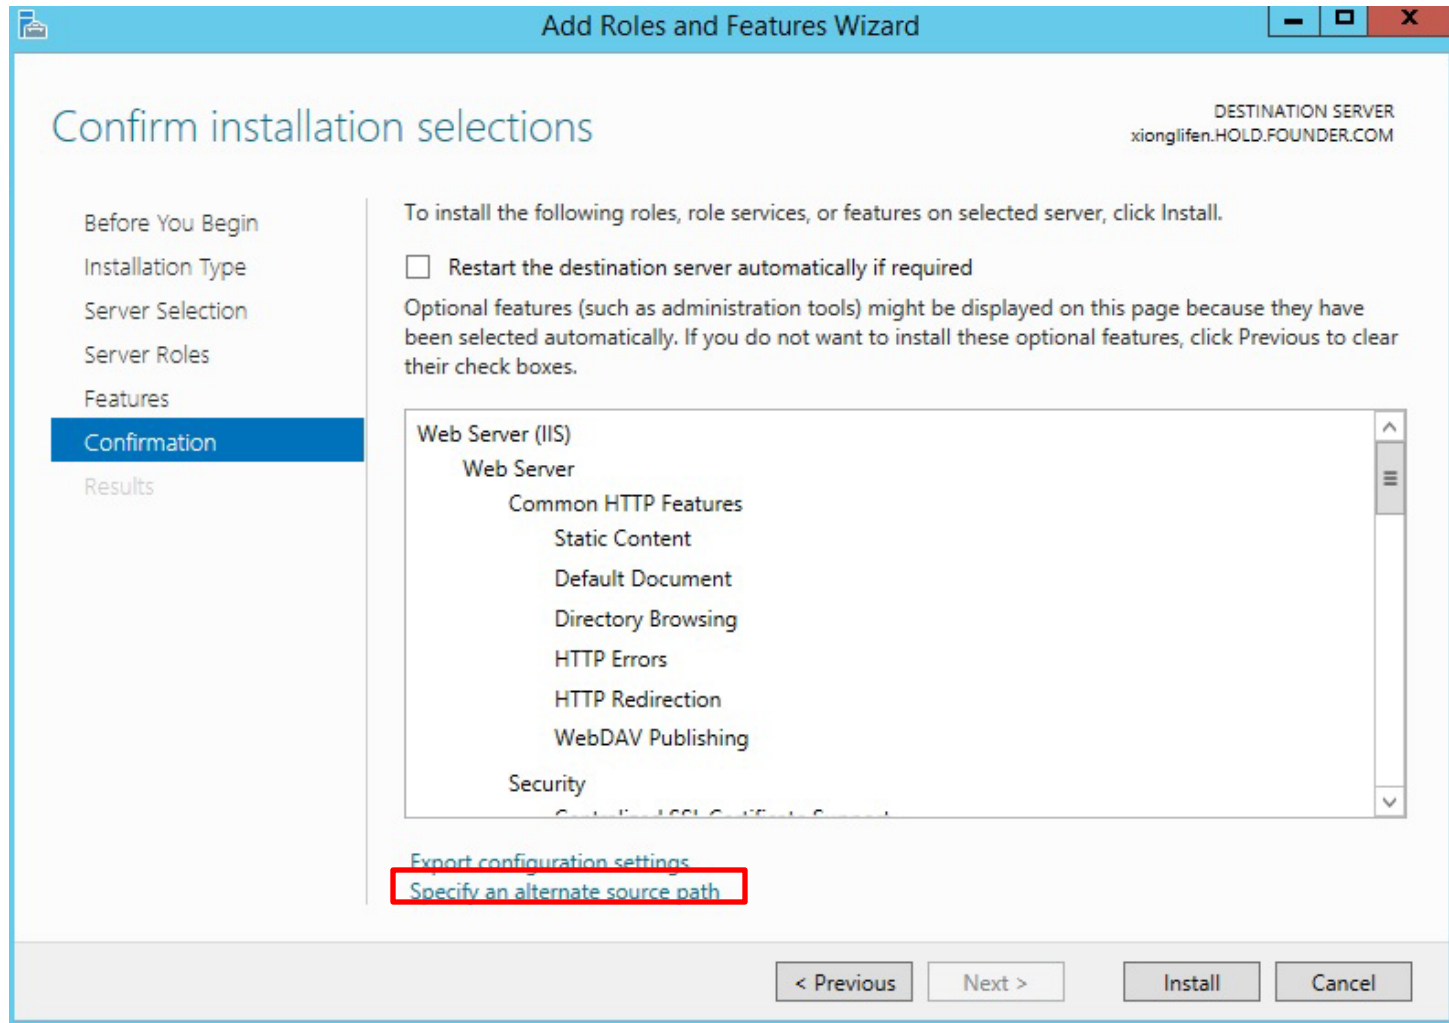 Add Roles and Features Wizard
Confirm installation selections
DESTINATION SERVER
xionglifen.HOLD.FOUNDER.COM
Before You Begin
Installation Type
Server Selection
Server Roles
Features
Confirmation
Results
To install the following roles, role services, or features on selected server, click Install.
Restart the destination server automatically if required
Optional features (such as administration tools) might be displayed on this page because they have
been selected automatically. If you do not want to install these optional features, click Previous to clear
their check boxes.
Web Server (IIS)
Web Server
Common HTTP Features
Static Content
Default Document
Directory Browsing
HTTP Errors
HTTP Redirection
WebDAV Publishing
Security
Centralized SSL Certificate Support
Export configuration settings
Specify an alternate source path
< Previous
Next >
Install
Cancel